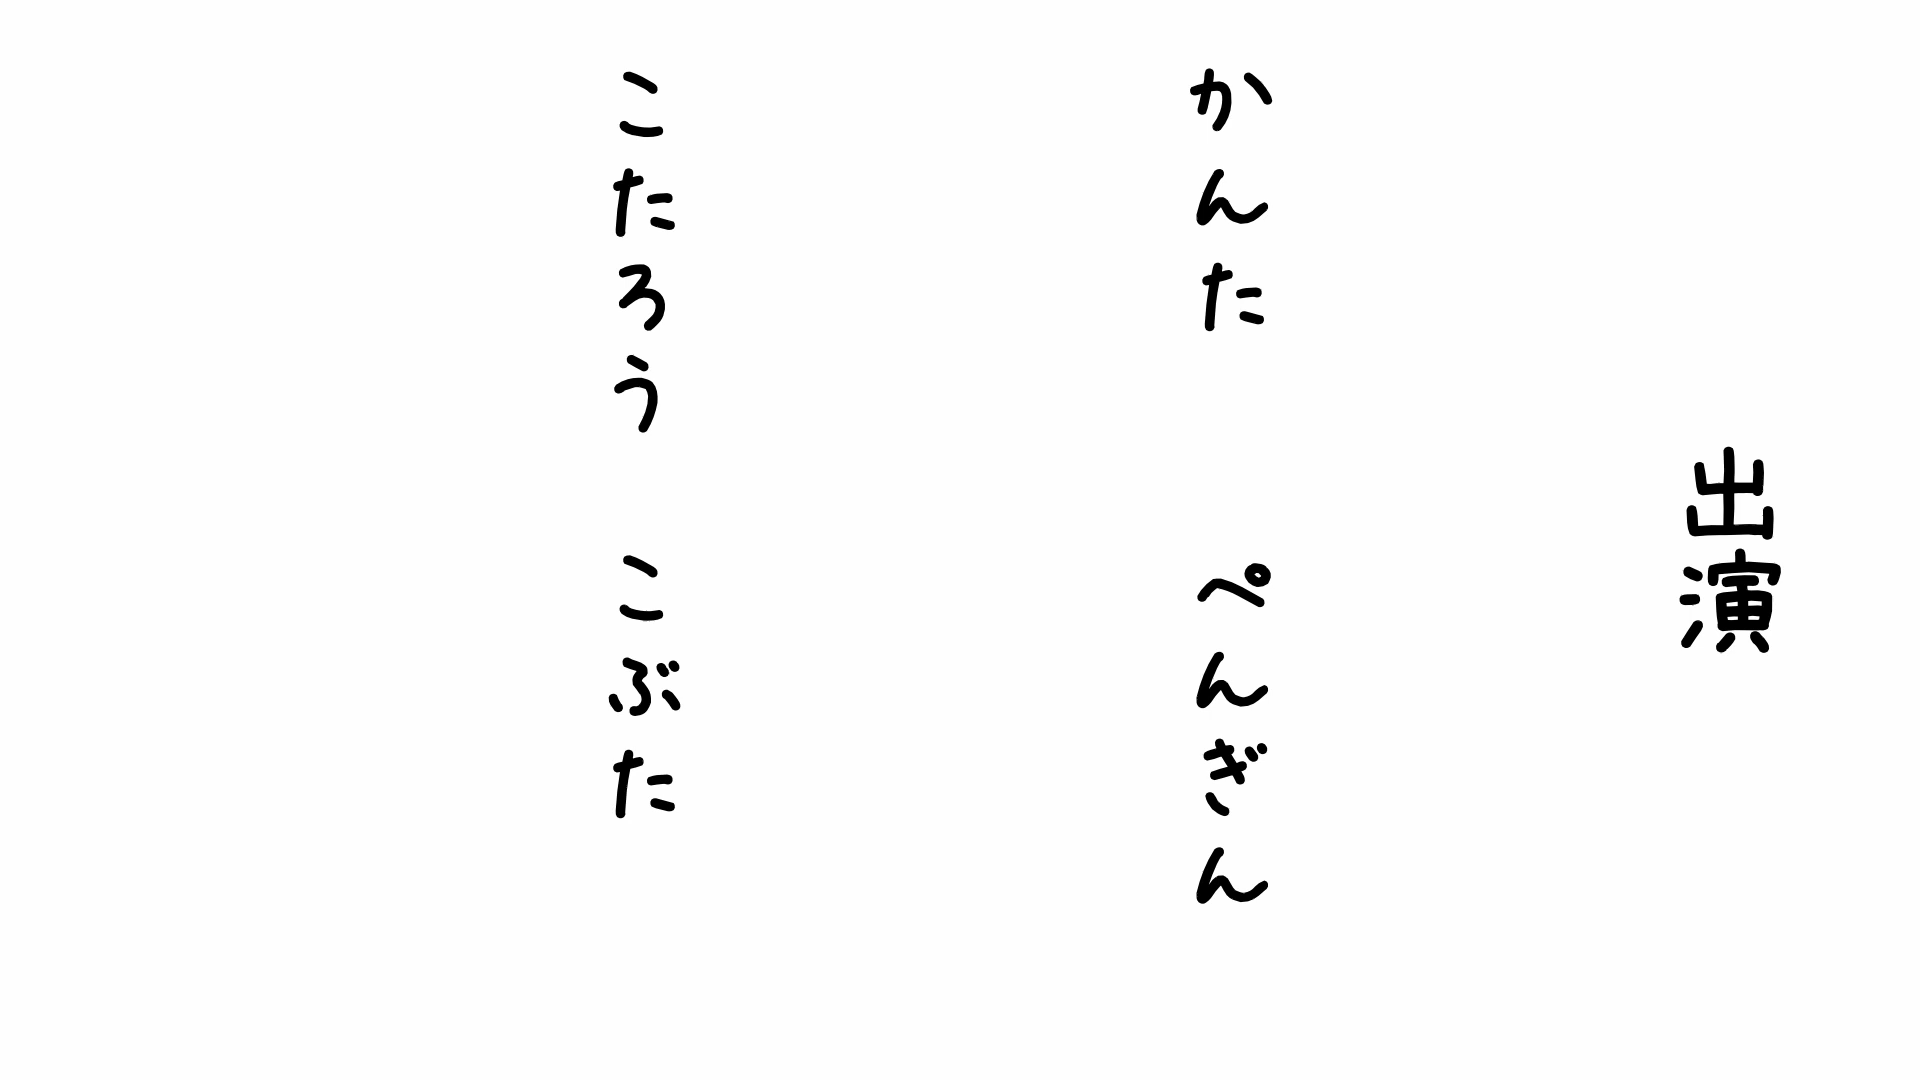 出演
かんた　ぺんぎん
こたろう　こぶた